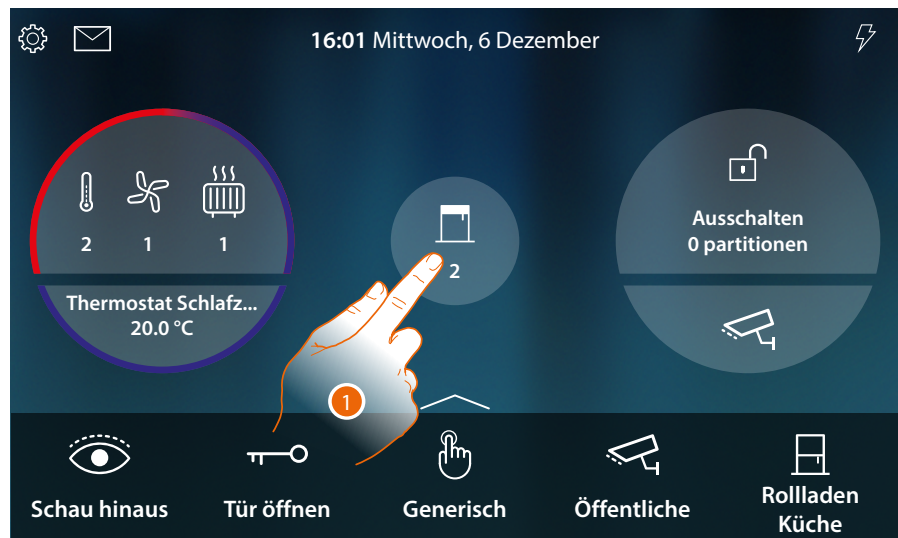 16:01 Mittwoch, 6 Dezember
2 1 1
Thermostat Schlafz...
20.0 °C
2
1
Ausschalten
0 partitionen
Schau hinaus
Tür öffnen
Generisch
Öffentliche
Rollladen
Küche